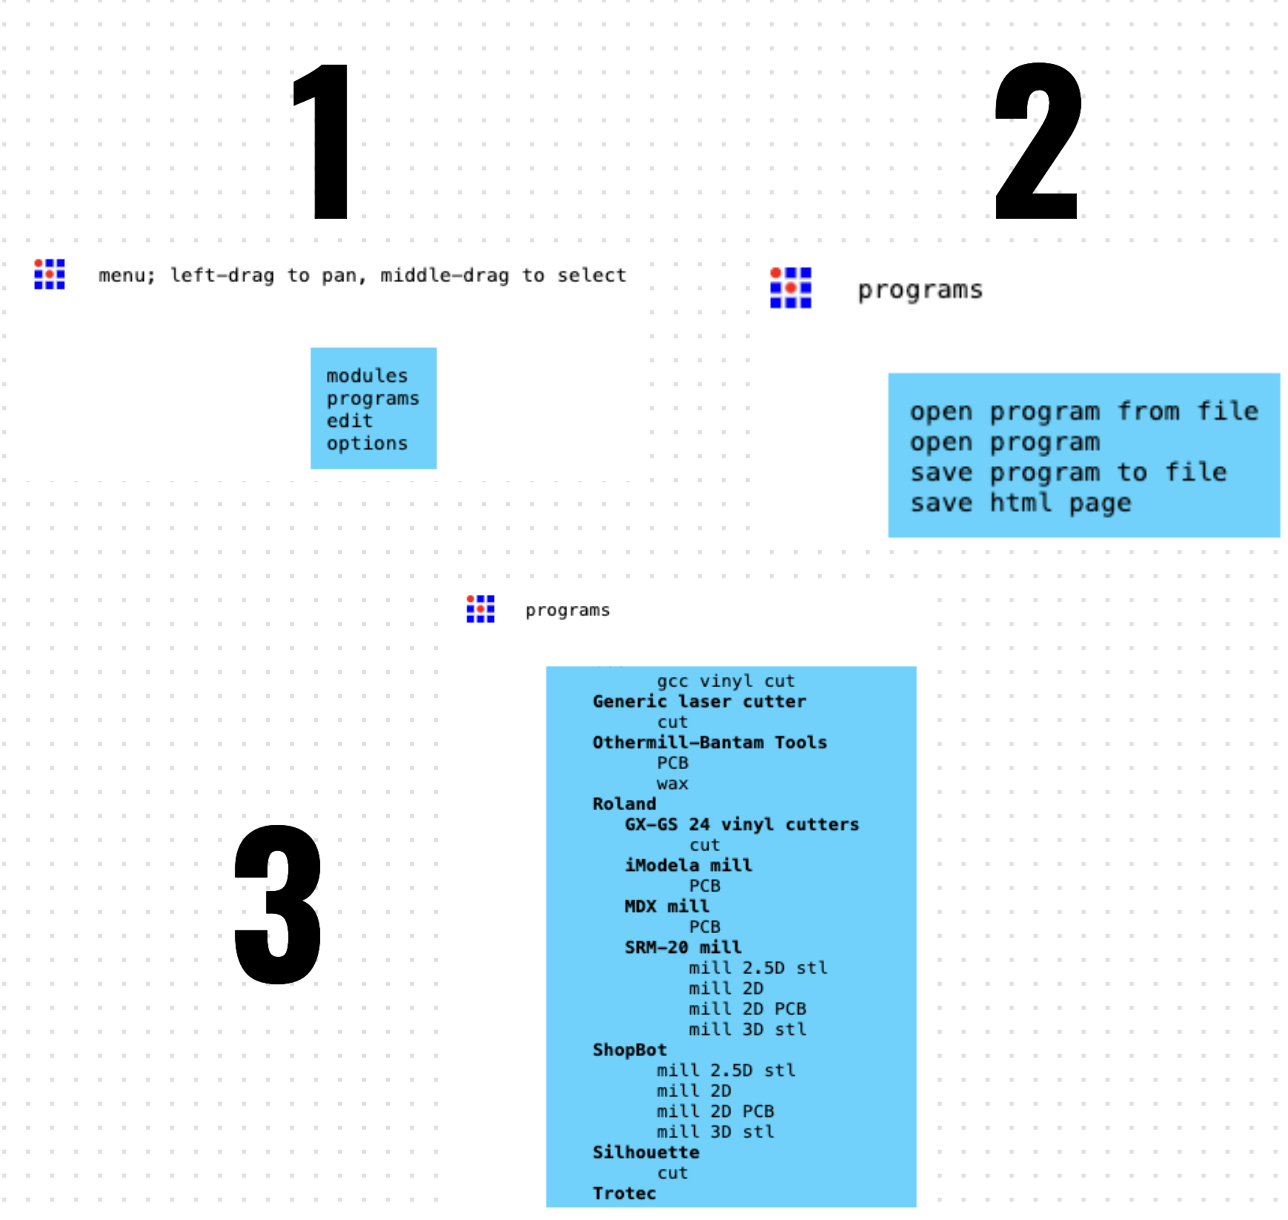 1
2
menu; left-drag to pan, middle-drag to select
modules
programs
edit
options
programs
open program from file
open program
save program to file
save html page
3
programs
gcc vinyl cut
Generic laser cutter
cut
Othermill-Bantam Tools
PCB
wax
Roland
GX-GS 24 vinyl cutters
cut
iModela mill
PCB
MDX mill
PCB
SRM-20 mill
mill 2.5D stl
mill 2D
mill 2D PCB
mill 3D stl
ShopBot
mill 2.5D stl
mill 2D
mill 2D PCB
mill 3D stl
Silhouette
cut
Trotec